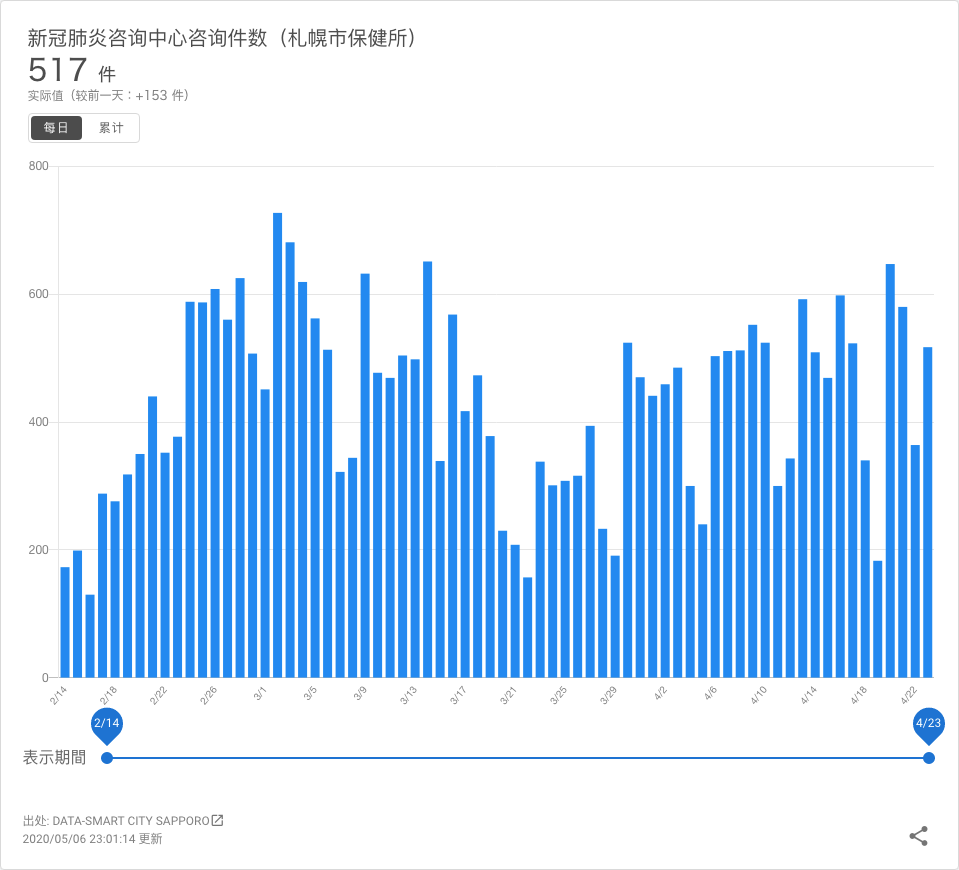 新冠肺炎咨询中心咨询件数（札幌市保健所）
517 件
实际值（较前一天：+153 件）
每日 累计
800
600
400
200
0
2/14 2/18 2/22 2/26 3/1 3/5 3/9 3/13 3/17 3/21 3/25 3/29 4/2 4/6 4/10 4/14 4/18 4/22
2/14 4/23
表示期間
出处: DATA-SMART CITY SAPPORO
2020/05/06 23:01:14 更新